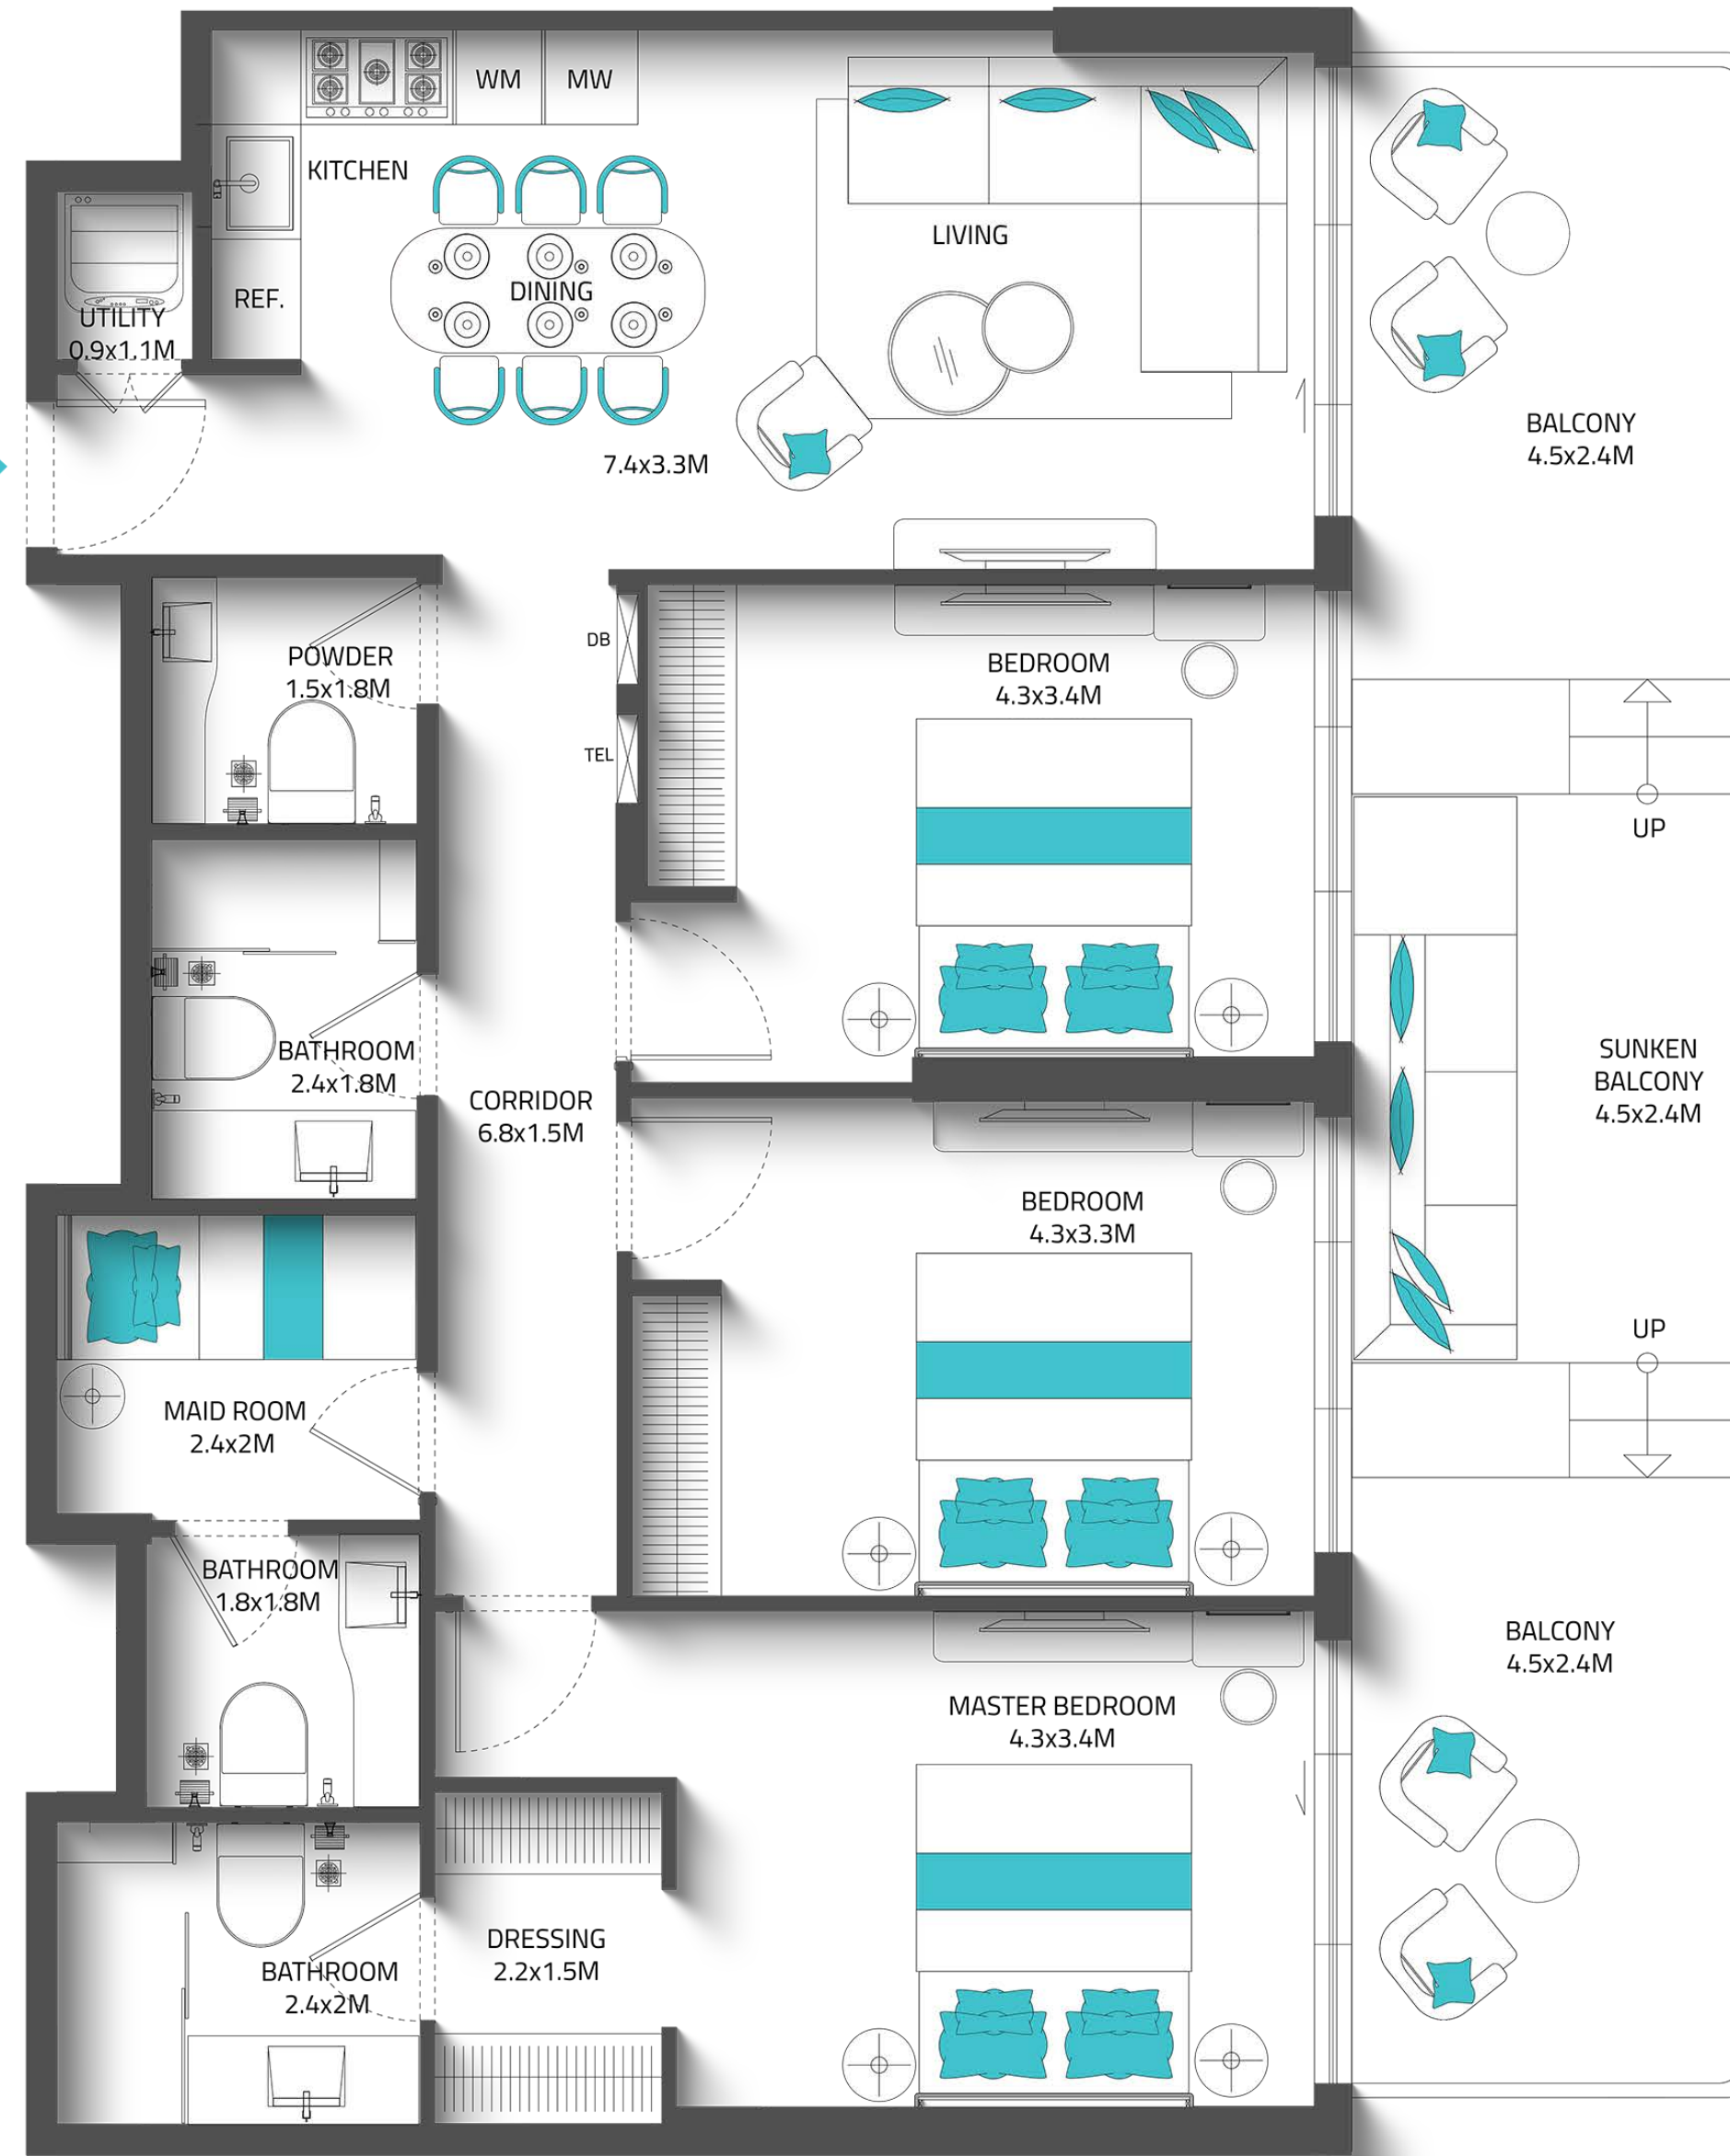 WM
MW
KITCHEN
LIVING
REF.
DINING
UTILITY
0.9x1.1M
BALCONY
4.5x2.4M
7.4x3.3M
DB
POWDER
1.5x1.8M
BEDROOM
4.3x3.4M
TEL
UP
BATHROOM
2.4x1.8M
CORRIDOR
6.8x1.5M
SUNKEN
BALCONY
4.5x2.4M
BEDROOM
4.3x3.3M
UP
MAID ROOM
2.4x2M
BATHROOM
1.8x1.8M
BALCONY
4.5x2.4M
MASTER BEDROOM
4.3x3.4M
DRESSING
2.2x1.5M
BATHROOM
2.4x2M